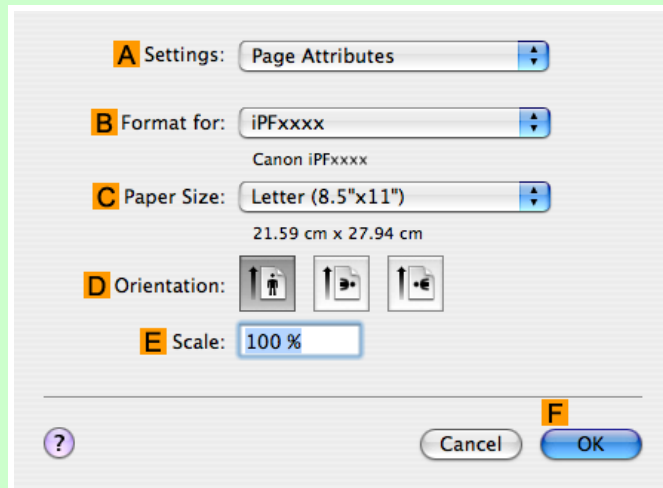 A Settings: Page Attributes
B Format for: iPFxxxx
Canon iPFxxxx
C Paper Size: Letter (8.5"x11")
21.59 cm x 27.94 cm
D Orientation:
E Scale: 100 %
F
? Cancel OK